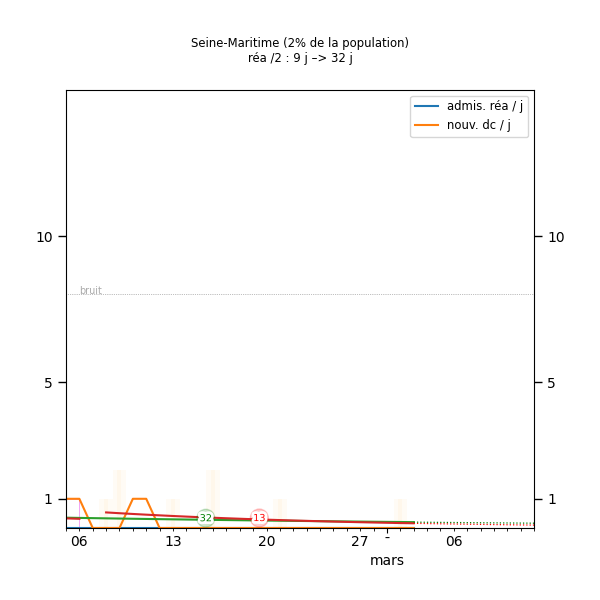 Seine-Maritime (2% de la population)
réa /2 : 9 j –> 32 j
admis. réa / j
nouv. dc / j
10
10
bruit
5
5
1
1
32
13
06
13
20
27
-
06
mars